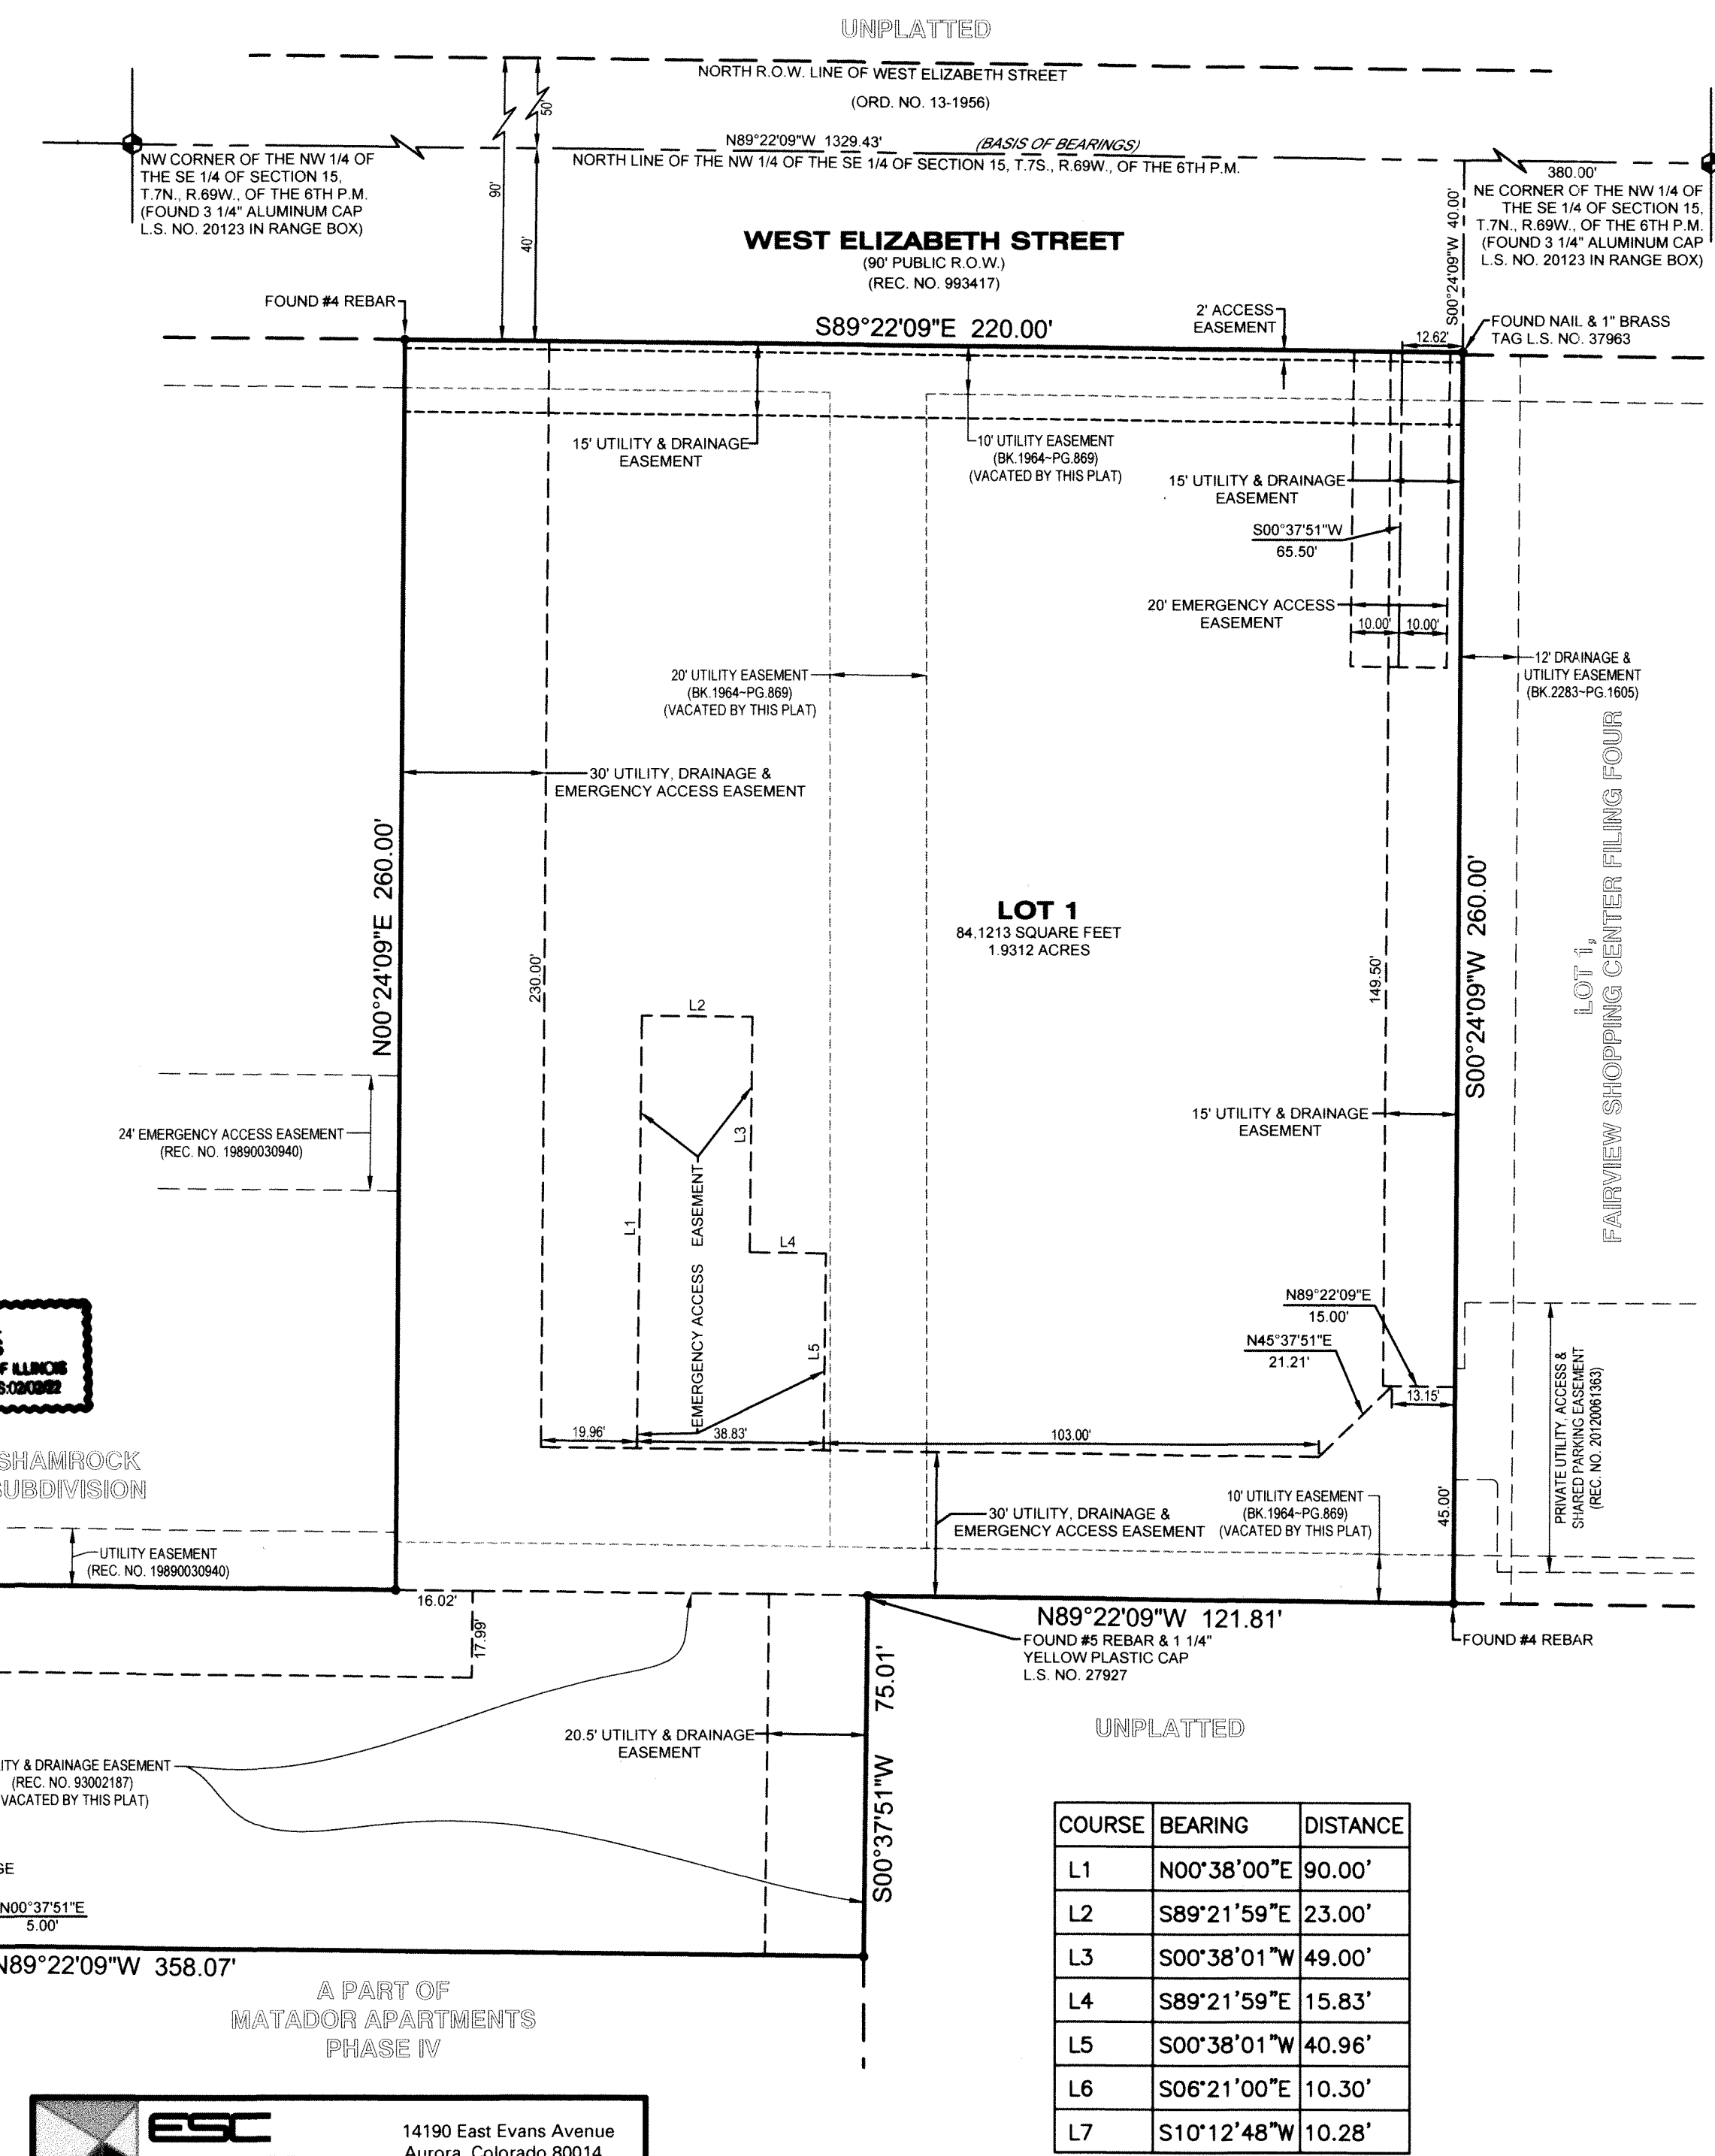 UNPLATTED
NORTH R.O.W. LINE OF WEST ELIZABETH STREET
(ORD. NO. 13-1956)
50'
90'
40'
N89°22'09"W 1329.43'
(BASIS OF BEARINGS)
NORTH LINE OF THE NW 1/4 OF THE SE 1/4 OF SECTION 15, T.7S., R.69W., OF THE 6TH P.M.
NW CORNER OF THE NW 1/4 OF
THE SE 1/4 OF SECTION 15,
T.7N., R.69W., OF THE 6TH P.M.
(FOUND 3 1/4" ALUMINUM CAP
L.S. NO. 20123 IN RANGE BOX)
380.00'
NE CORNER OF THE NW 1/4 OF
THE SE 1/4 OF SECTION 15,
T.7N., R.69W., OF THE 6TH P.M.
(FOUND 3 1/4" ALUMINUM CAP
L.S. NO. 20123 IN RANGE BOX)
S00°24'09"W 40.00'
WEST ELIZABETH STREET
(90' PUBLIC R.O.W.)
(REC. NO. 993417)
FOUND #4 REBAR
S89°22'09"E 220.00'
2' ACCESS
EASEMENT
12.62'
FOUND NAIL & 1" BRASS
TAG L.S. NO. 37963
15' UTILITY & DRAINAGE
EASEMENT
10' UTILITY EASEMENT
(BK.1964~PG.869)
(VACATED BY THIS PLAT)
15' UTILITY & DRAINAGE
EASEMENT
S00°37'51"W
65.50'
20' EMERGENCY ACCESS
EASEMENT
10.00'
10.00'
20' UTILITY EASEMENT
(BK.1964~PG.869)
(VACATED BY THIS PLAT)
12' DRAINAGE &
UTILITY EASEMENT
(BK.2283~PG.1605)
30' UTILITY, DRAINAGE &
EMERGENCY ACCESS EASEMENT
N00°24'09"E 260.00'
LOT 1
84,1213 SQUARE FEET
1.9312 ACRES
230.00'
149.50'
S00°24'09"W 260.00'
LOT 1,
FAIRVIEW SHOPPING CENTER FILING FOUR
L2
L3
L1
L4
L5
EMERGENCY ACCESS EASEMENT
24' EMERGENCY ACCESS EASEMENT
(REC. NO. 19890030940)
15' UTILITY & DRAINAGE
EASEMENT
N89°22'09"E
15.00'
N45°37'51"E
21.21'
13.15'
F ILLINOIS
S:02/02/22
19.96'
38.83'
103.00'
SHAMROCK
SUBDIVISION
PRIVATE UTILITY, ACCESS &
SHARED PARKING EASEMENT
(REC. NO. 20120061363)
45.00'
30' UTILITY, DRAINAGE &
EMERGENCY ACCESS EASEMENT
10' UTILITY EASEMENT
(BK.1964~PG.869)
(VACATED BY THIS PLAT)
UTILITY EASEMENT
(REC. NO. 19890030940)
16.02'
17.99'
N89°22'09"W 121.81'
FOUND #5 REBAR & 1 1/4"
YELLOW PLASTIC CAP
L.S. NO. 27927
FOUND #4 REBAR
S00°37'51"W 75.01'
20.5' UTILITY & DRAINAGE
EASEMENT
UNPLATTED
ITY & DRAINAGE EASEMENT
(REC. NO. 93002187)
VACATED BY THIS PLAT)
GE
N00°37'51"E
5.00'
N89°22'09"W 358.07'
A PART OF
MATADOR APARTMENTS
PHASE IV
COURSE BEARING DISTANCE
L1 N00°38'00"E 90.00'
L2 S89°21'59"E 23.00'
L3 S00°38'01"W 49.00'
L4 S89°21'59"E 15.83'
L5 S00°38'01"W 40.96'
L6 S06°21'00"E 10.30'
L7 S10°12'48"W 10.28'
ESC
14190 East Evans Avenue
Aurora, Colorado 80014